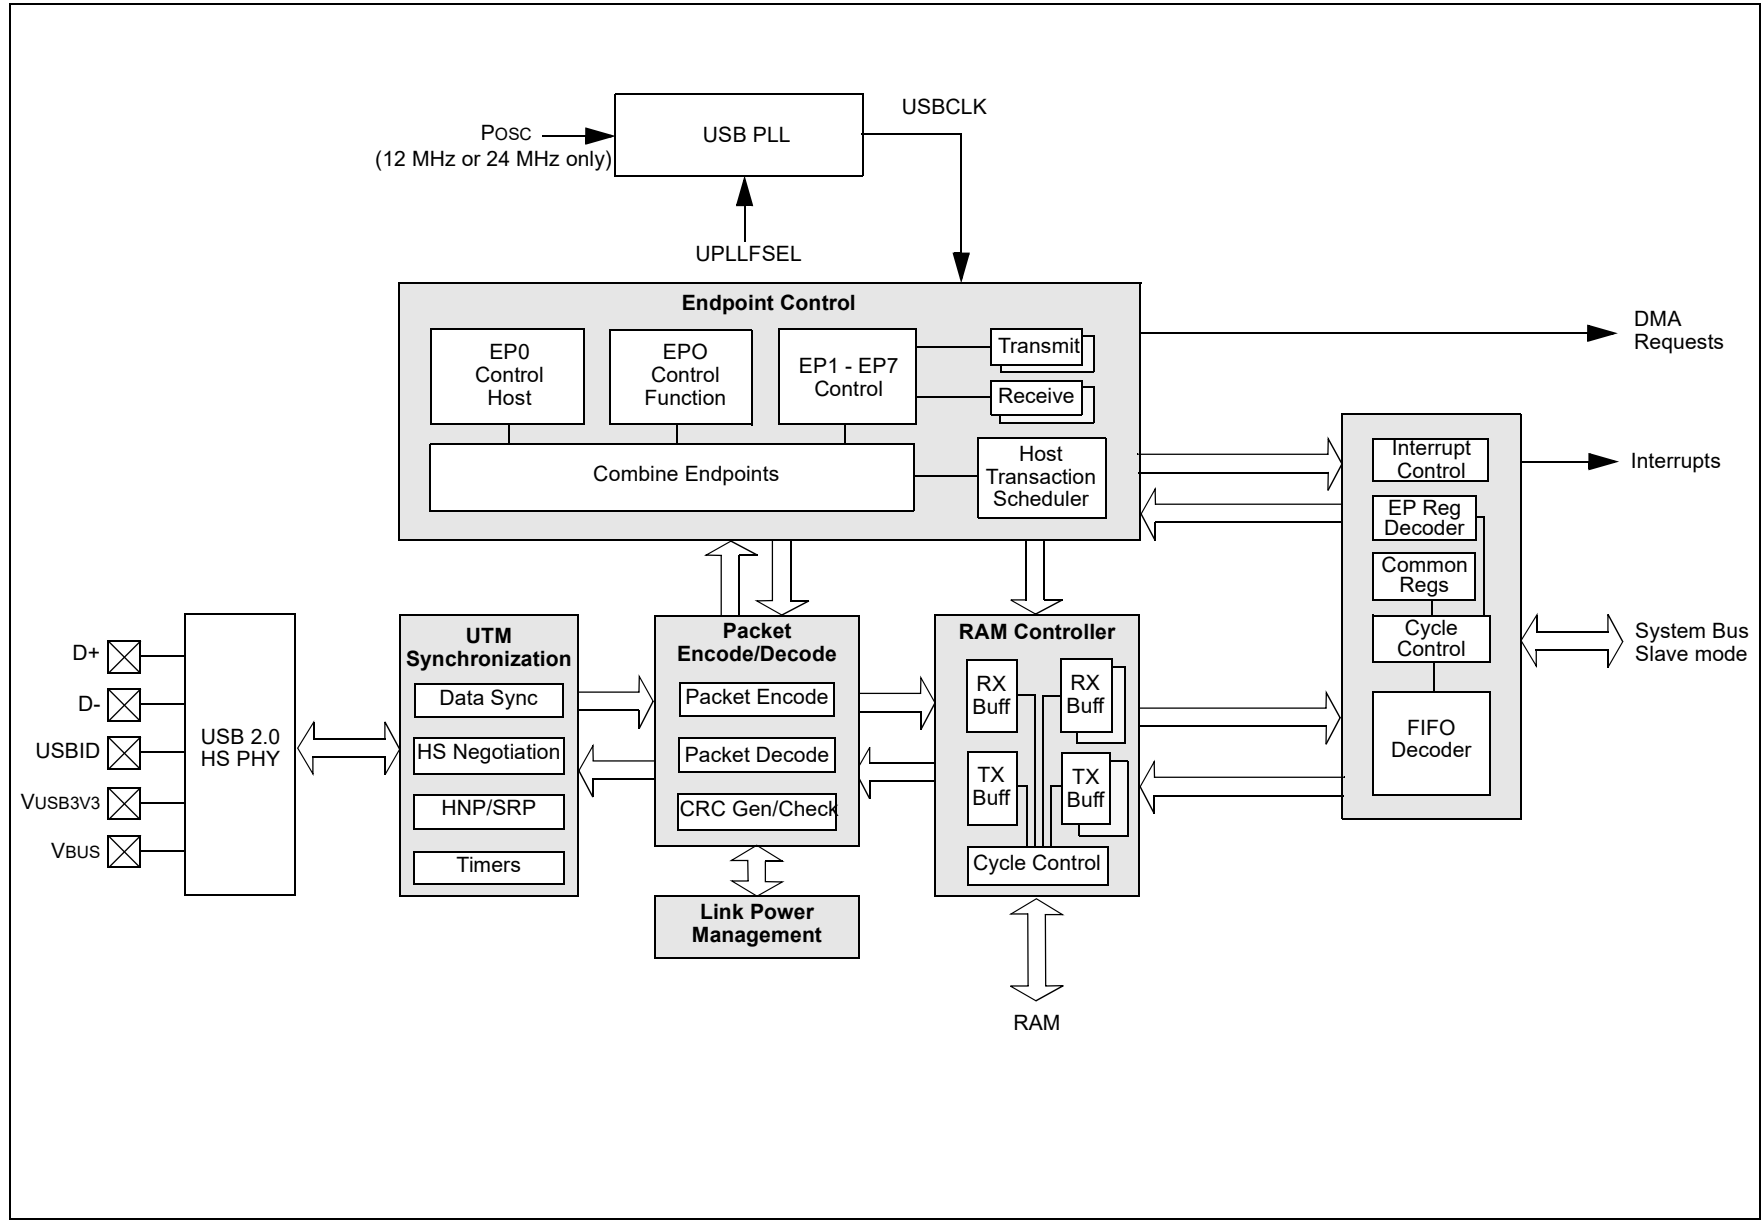 USBCLK
POSC
(12 MHz or 24 MHz only)
USB PLL
UPLLFSEL
Endpoint Control
EP0
Control
Host
EPO
Control
Function
EP1 - EP7
Control
Transmit
Receive
Combine Endpoints
Host
Transaction
Scheduler
DMA
Requests
Interrupt
Control
EP Reg
Decoder
Common
Regs
Cycle
Control
FIFO
Decoder
Interrupts
System Bus
Slave mode
D+
D-
USBID
VUSB3V3
VBUS
USB 2.0
HS PHY
UTM
Synchronization
Data Sync
HS Negotiation
HNP/SRP
Timers
Packet
Encode/Decode
Packet Encode
Packet Decode
CRC Gen/Check
Link Power
Management
RAM Controller
RX
Buff
RX
Buff
TX
Buff
TX
Buff
Cycle Control
RAM